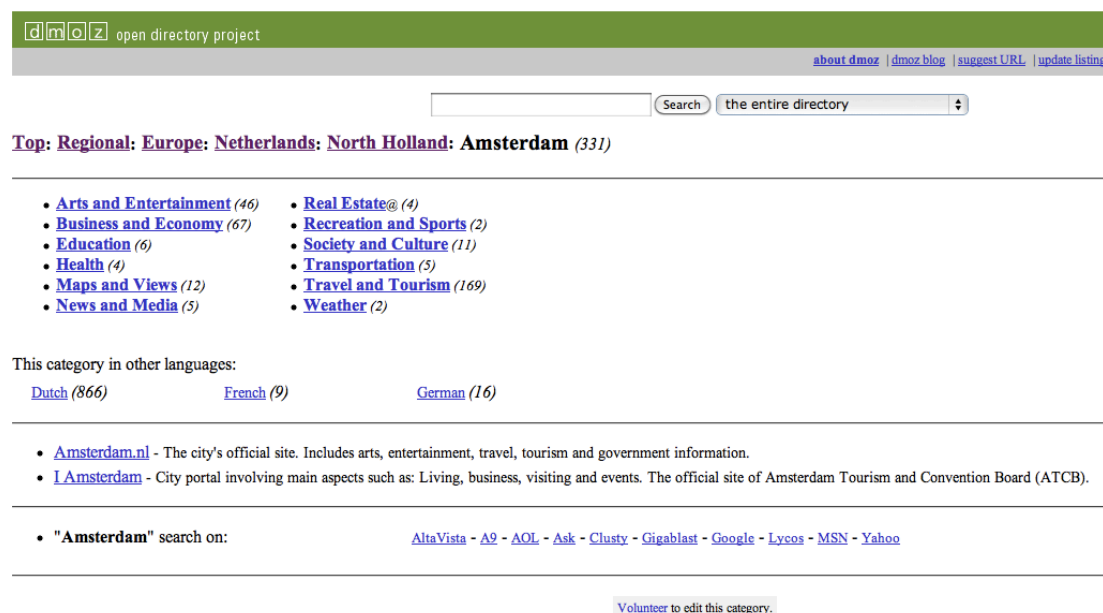 dmoz open directory project
about dmoz | dmoz blog | suggest URL | update listing
Search the entire directory
Top: Regional: Europe: Netherlands: North Holland: Amsterdam (331)
• Arts and Entertainment (46) • Real Estate@ (4)
• Business and Economy (67) • Recreation and Sports (2)
• Education (6) • Society and Culture (11)
• Health (4) • Transportation (5)
• Maps and Views (12) • Travel and Tourism (169)
• News and Media (5) • Weather (2)
This category in other languages:
Dutch (866) French (9) German (16)
• Amsterdam.nl - The city's official site. Includes arts, entertainment, travel, tourism and government information.
• I Amsterdam - City portal involving main aspects such as: Living, business, visiting and events. The official site of Amsterdam Tourism and Convention Board (ATCB).
• "Amsterdam" search on: AltaVista - A9 - AOL - Ask - Clusty - Gigablast - Google - Lycos - MSN - Yahoo
Volunteer to edit this category.